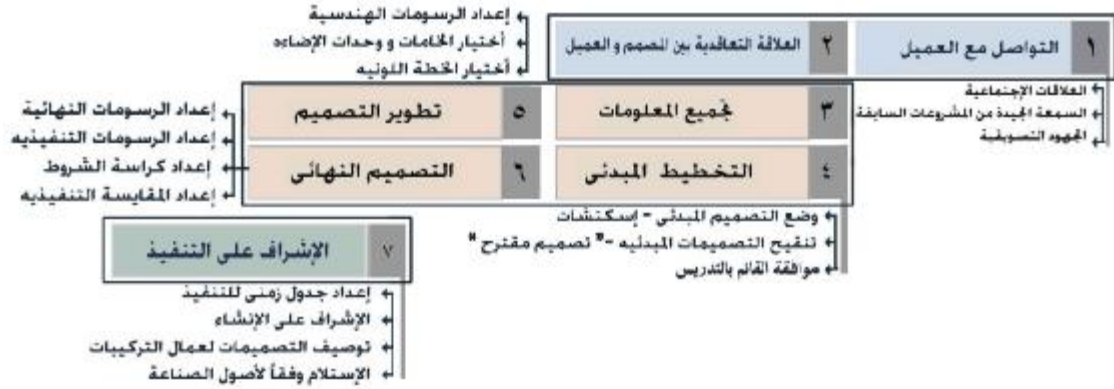 ١ التواصل مع العميل
العلاقات الإجتماعية
السمعة الجيدة من المشروعات السابقة
الجهود التسويقية
٢ العلاقة التعاقدية بين المصمم و العميل
٣ تجميع المعلومات
٤ التخطيط المبدئى
وضع التصميم المبدئى - إسكتشات
تنقيح التصميمات المبدئيه -" تصميم مقترح "
موافقة القائم بالتدريس
٥ تطوير التصميم
إعداد الرسومات الهندسية
أختيار الخامات و وحدات الإضاءه
أختيار الخطة اللونيه
٦ التصميم النهائى
إعداد الرسومات النهائية
إعداد الرسومات التنفيذيه
إعداد كراسة الشروط
إعداد المقايسة التنفيذيه
٧ الإشراف على التنفيذ
إعداد جدول زمنى للتنفيذ
الإشراف على الإنشاء
توصيف التصميمات لعمال التركيبات
الإستلام وفقاً لأصول الصناعة